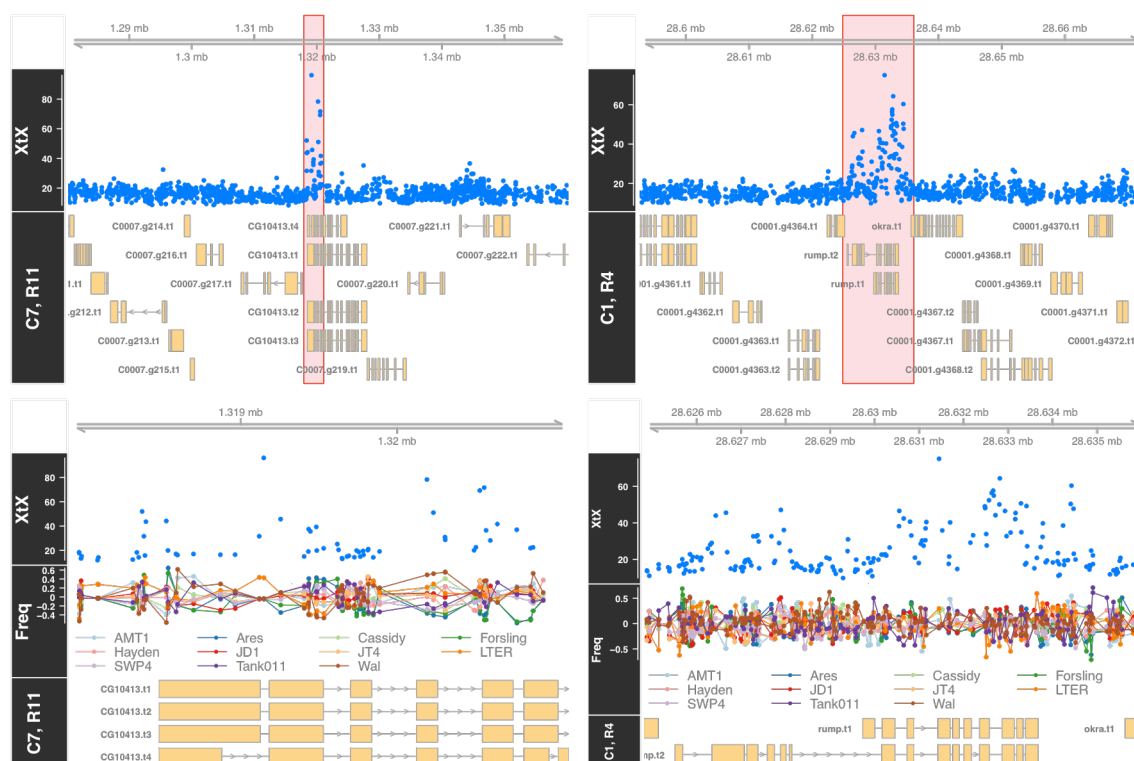 1.29 mb 1.31 mb 1.33 mb 1.35 mb
1.3 mb 1.32 mb 1.34 mb
XtX
80
60
40
20
C7, R11
C0007.g214.t1 CG10413.t4 C0007.g221.t1
C0007.g216.t1 CG10413.t1 C0007.g222.t1
C0007.g217.t1 C0007.g220.t1
.g212.t1 CG10413.t2
C0007.g213.t1 CG10413.t3
C0007.g215.t1 C0007.g219.t1
28.6 mb 28.62 mb 28.64 mb 28.66 mb
28.61 mb 28.63 mb 28.65 mb
XtX
60
40
20
C1, R4
C0001.g4364.t1 okra.t1 C0001.g4370.t1
rump.t2 C0001.g4368.t1
01.g4361.t1 rump.t1 C0001.g4369.t1
C0001.g4362.t1 C0001.g4367.t2 C0001.g4371.t1
C0001.g4363.t1 C0001.g4367.t1 C0001.g4372.t1
C0001.g4363.t2 C0001.g4368.t2
1.319 mb
1.32 mb
XtX
80
60
40
20
Freq
0.6
0.4
0.2
0
−0.2
−0.4
AMT1 Ares Cassidy Forsling
Hayden JD1 JT4 LTER
SWP4 Tank011 Wal
C7, R11
CG10413.t1
CG10413.t2
CG10413.t3
CG10413.t4
28.626 mb 28.628 mb 28.63 mb 28.632 mb 28.634 mb
28.627 mb 28.629 mb 28.631 mb 28.633 mb 28.635 mb
XtX
60
40
20
Freq
0.5
0
−0.5
AMT1 Ares Cassidy Forsling
Hayden JD1 JT4 LTER
SWP4 Tank011 Wal
C1, R4
rump.t1 okra.t1
mp.t2